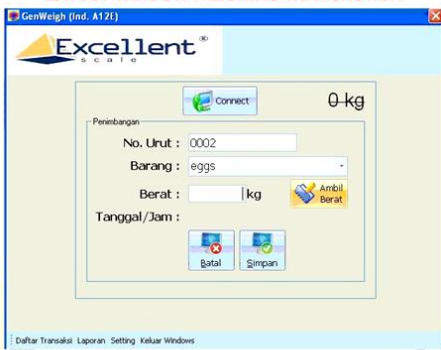 GenWeigh (Ind. A12E)
Excellent®
scale
Connect
0 kg
Penimbangan
No. Urut : 0002
Barang : eggs
Berat : kg
Ambil Berat
Tanggal/Jam :
Batal
Simpan
Daftar Transaksi Laporan Setting Keluar Windows